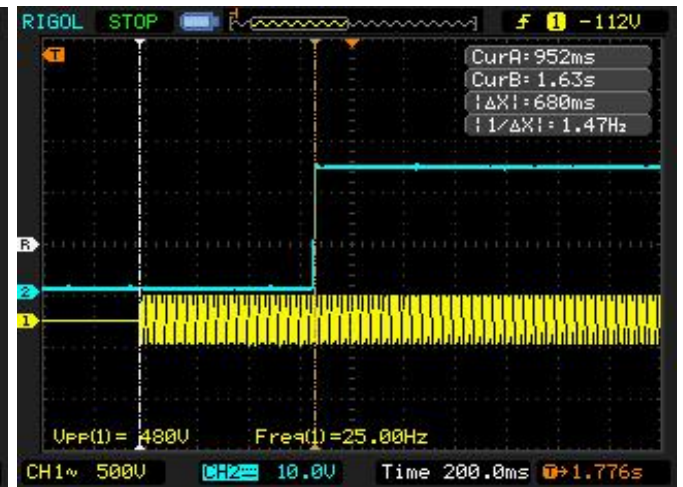 RIGOL STOP 1 -112V
T
CurA=952ms
CurB=1.63s
|ΔX|=680ms
|1/ΔX|=1.47Hz
R
2
1
Vpp(1)= 480V Freq(1)=25.00Hz
CH1~ 500V CH2 10.0V Time 200.0ms T→1.776s